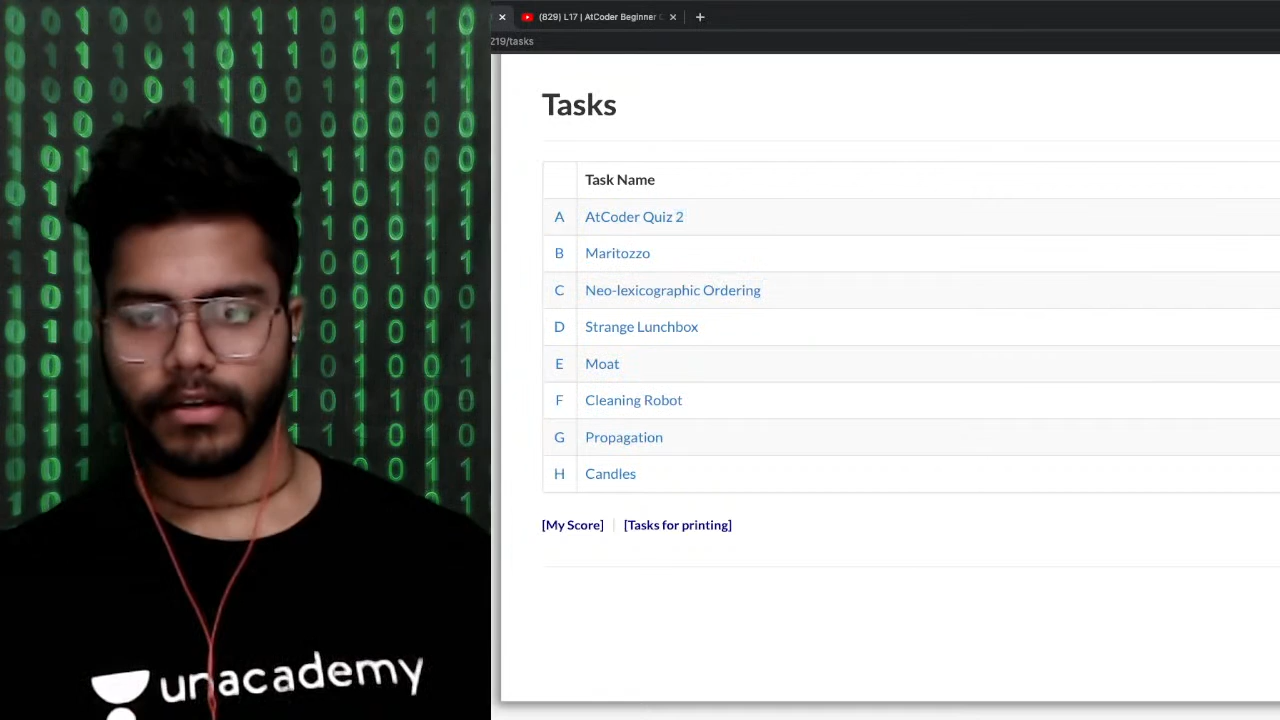 (829) L17 | AtCoder Beginner
219/tasks
Tasks
Task Name
A AtCoder Quiz 2
B Maritozzo
C Neo-lexicographic Ordering
D Strange Lunchbox
E Moat
F Cleaning Robot
G Propagation
H Candles
[My Score] | [Tasks for printing]
unacademy